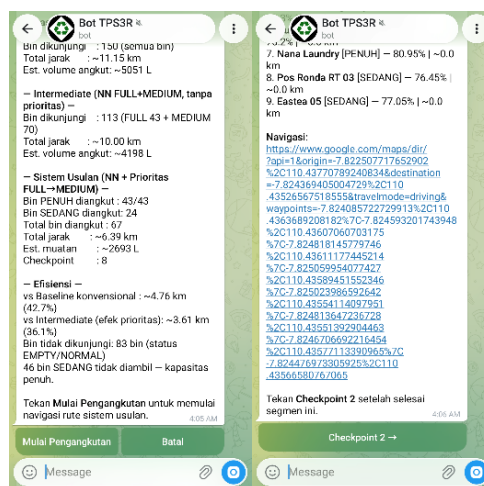 Bot TPS3R
bot
Bin dikunjungi : 150 (semua bin)
Total jarak : ~11.15 km
Est. volume angkut: ~5051 L
— Intermediate (NN FULL+MEDIUM, tanpa
prioritas) —
Bin dikunjungi : 113 (FULL 43 + MEDIUM
70)
Total jarak : ~10.00 km
Est. volume angkut: ~4198 L
— Sistem Usulan (NN + Prioritas
FULL→MEDIUM) —
Bin PENUH diangkut : 43/43
Bin SEDANG diangkut: 24
Total bin diangkut : 67
Total jarak : ~6.39 km
Est. muatan : ~2693 L
Checkpoint : 8
— Efisiensi —
vs Baseline konvensional : ~4.76 km
(42.7%)
vs Intermediate (efek prioritas): ~3.61 km
(36.1%)
Bin tidak dikunjungi: 83 bin (status
EMPTY/NORMAL)
46 bin SEDANG tidak diambil — kapasitas
penuh.
Tekan Mulai Pengangkutan untuk memulai
navigasi rute sistem usulan.
4:05 AM
Mulai Pengangkutan
Batal
Message
Bot TPS3R
bot
7. Nana Laundry [PENUH] — 80.95% | ~0.0
km
8. Pos Ronda RT 03 [SEDANG] — 76.45% |
~0.0 km
9. Eastea 05 [SEDANG] — 77.05% | ~0.0
km
Navigasi:
https://www.google.com/maps/dir/
?api=1&origin=-7.822507717652902
%2C110.43770789240834&destination
=-7.824369405004729%2C110
.43526567518555&travelmode=driving&
waypoints=-7.824085722729913%2C110
.4363689208182%7C-7.824593201743948
%2C110.43607060703175
%7C-7.824818145779746
%2C110.43611177445214
%7C-7.825059954077427
%2C110.43589451552346
%7C-7.825023986592642
%2C110.43554114097951
%7C-7.824813647236728
%2C110.43551392904463
%7C-7.8246706692216454
%2C110.43577113390965%7C
-7.824476973305925%2C110
.43566580767065
Tekan Checkpoint 2 setelah selesai
segmen ini.
4:06 AM
Checkpoint 2 →
Message